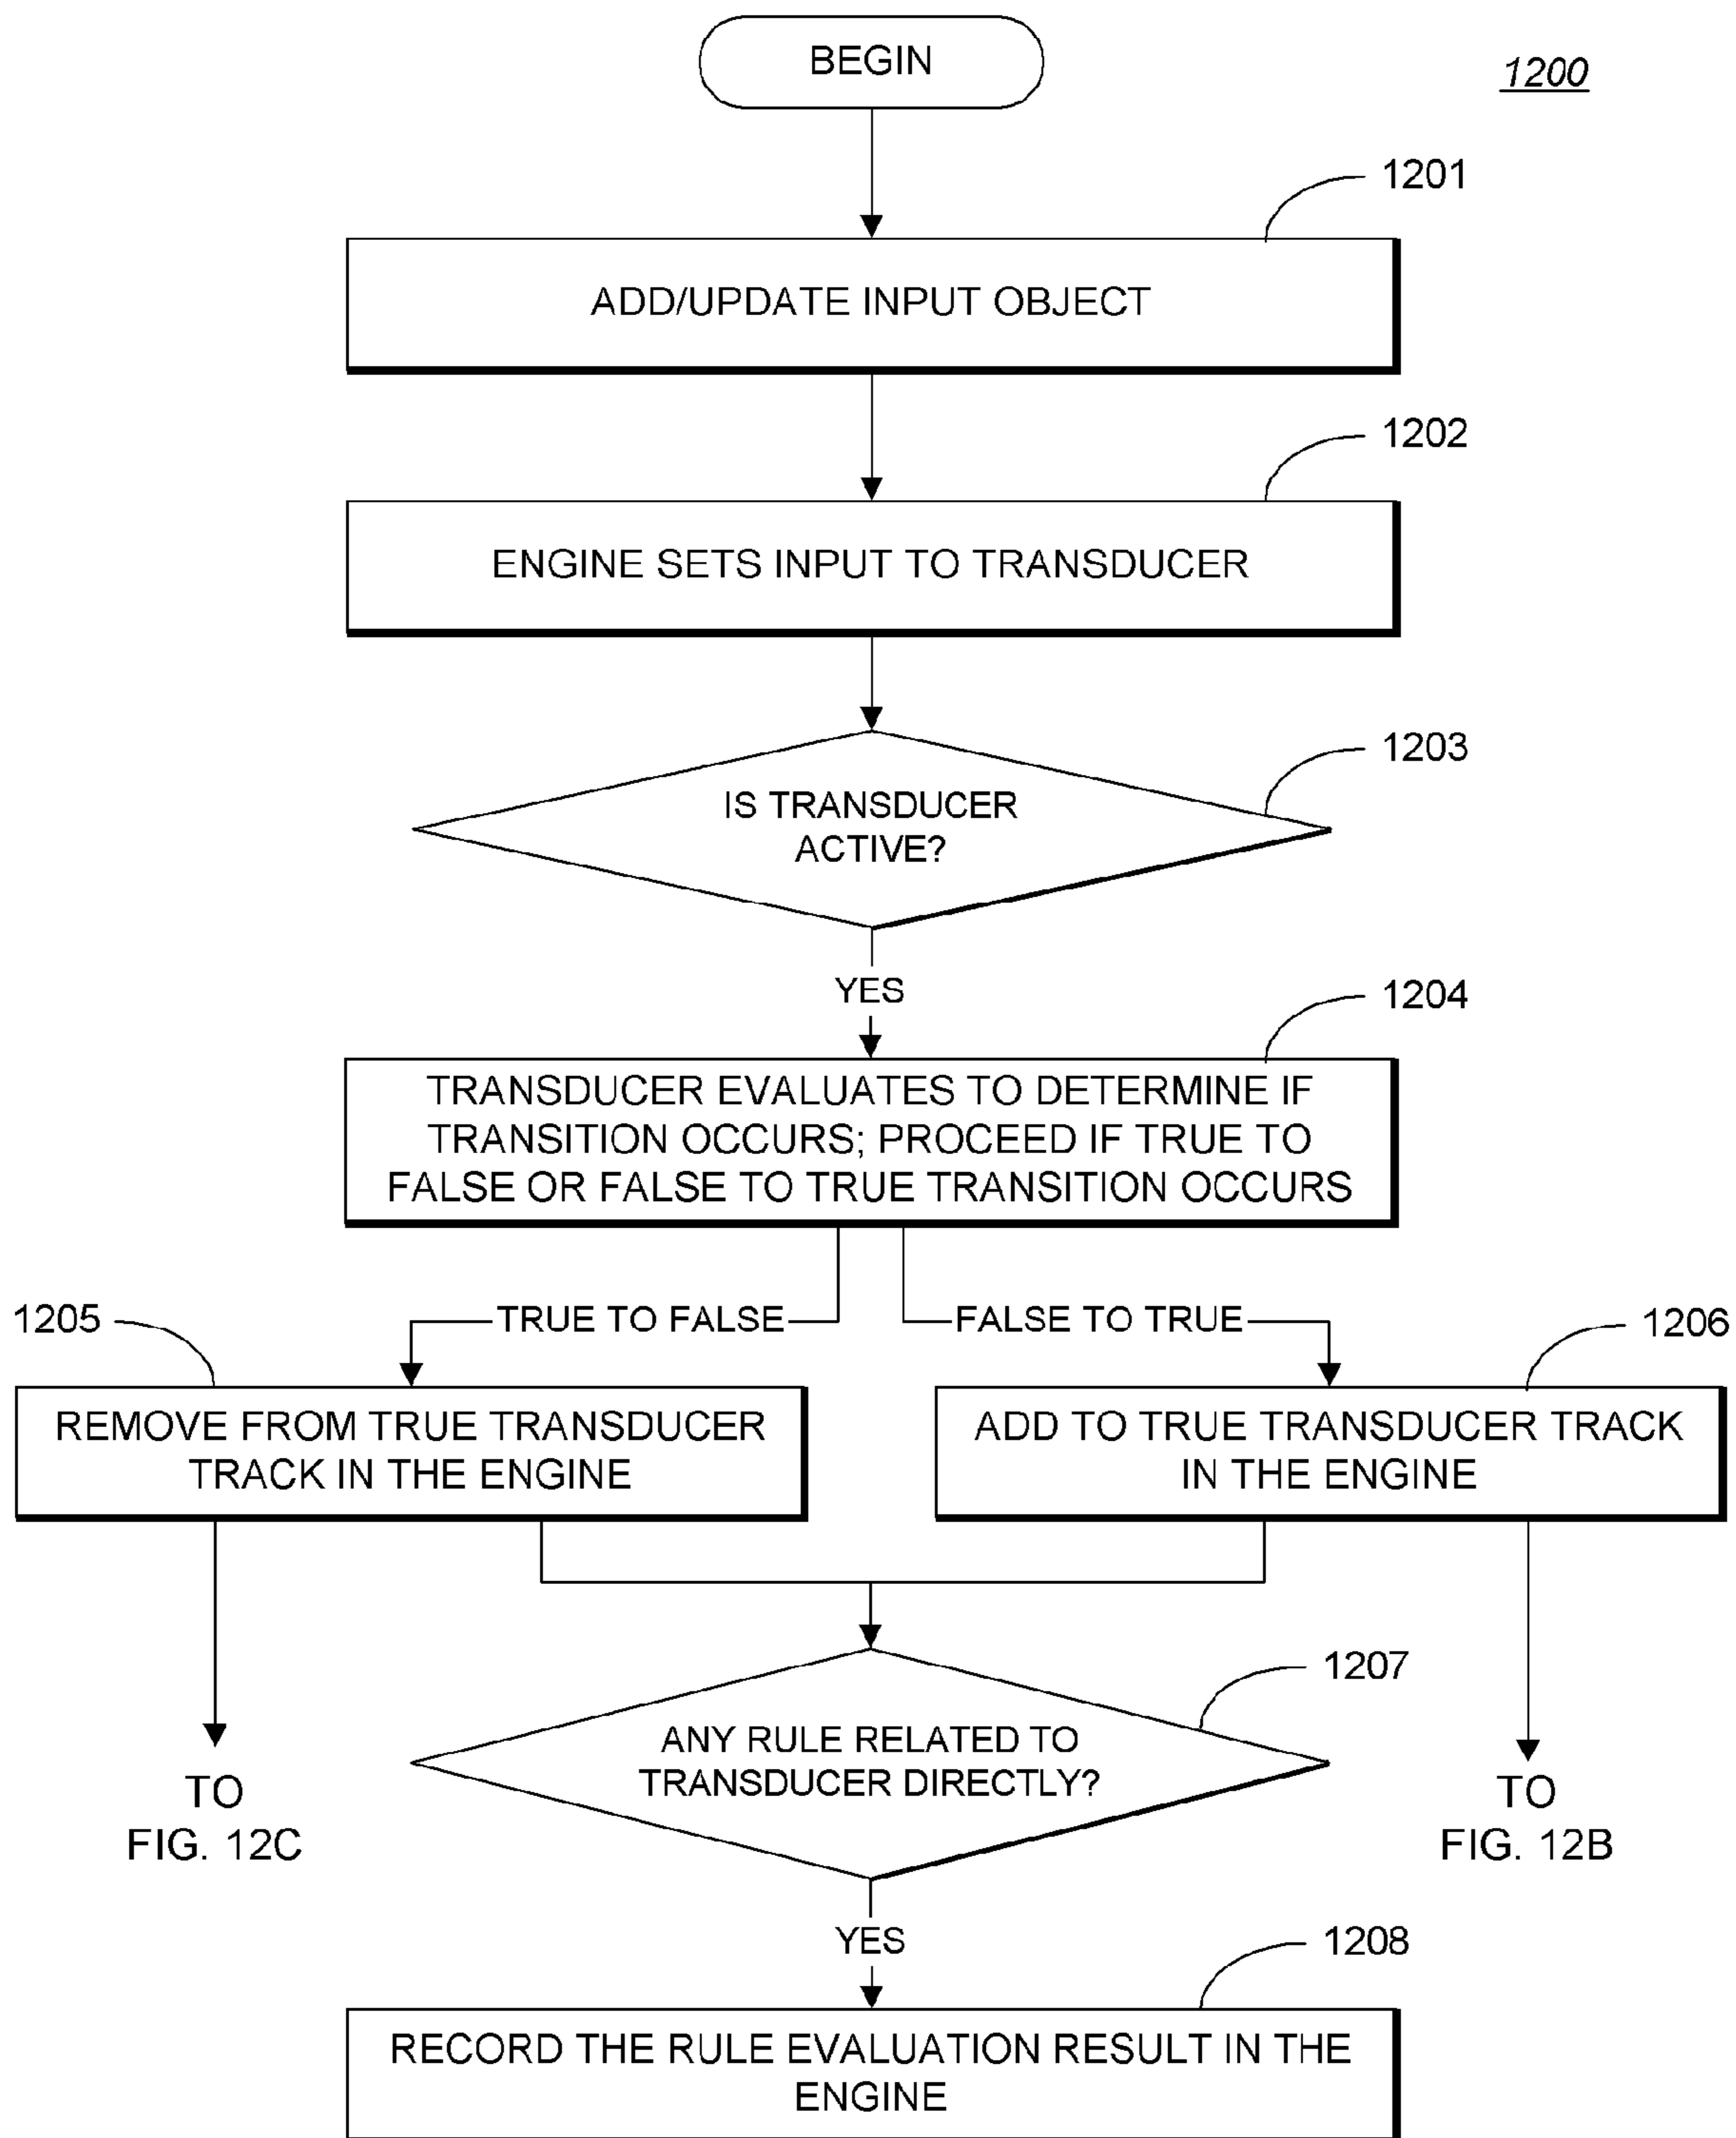 BEGIN
1200
1201
ADD/UPDATE INPUT OBJECT
1202
ENGINE SETS INPUT TO TRANSDUCER
1203
IS TRANSDUCER
ACTIVE?
YES
1204
TRANSDUCER EVALUATES TO DETERMINE IF
TRANSITION OCCURS; PROCEED IF TRUE TO
FALSE OR FALSE TO TRUE TRANSITION OCCURS
1205
TRUE TO FALSE
FALSE TO TRUE
1206
REMOVE FROM TRUE TRANSDUCER
TRACK IN THE ENGINE
ADD TO TRUE TRANSDUCER TRACK
IN THE ENGINE
1207
ANY RULE RELATED TO
TRANSDUCER DIRECTLY?
TO
FIG. 12C
TO
FIG. 12B
YES
1208
RECORD THE RULE EVALUATION RESULT IN THE
ENGINE